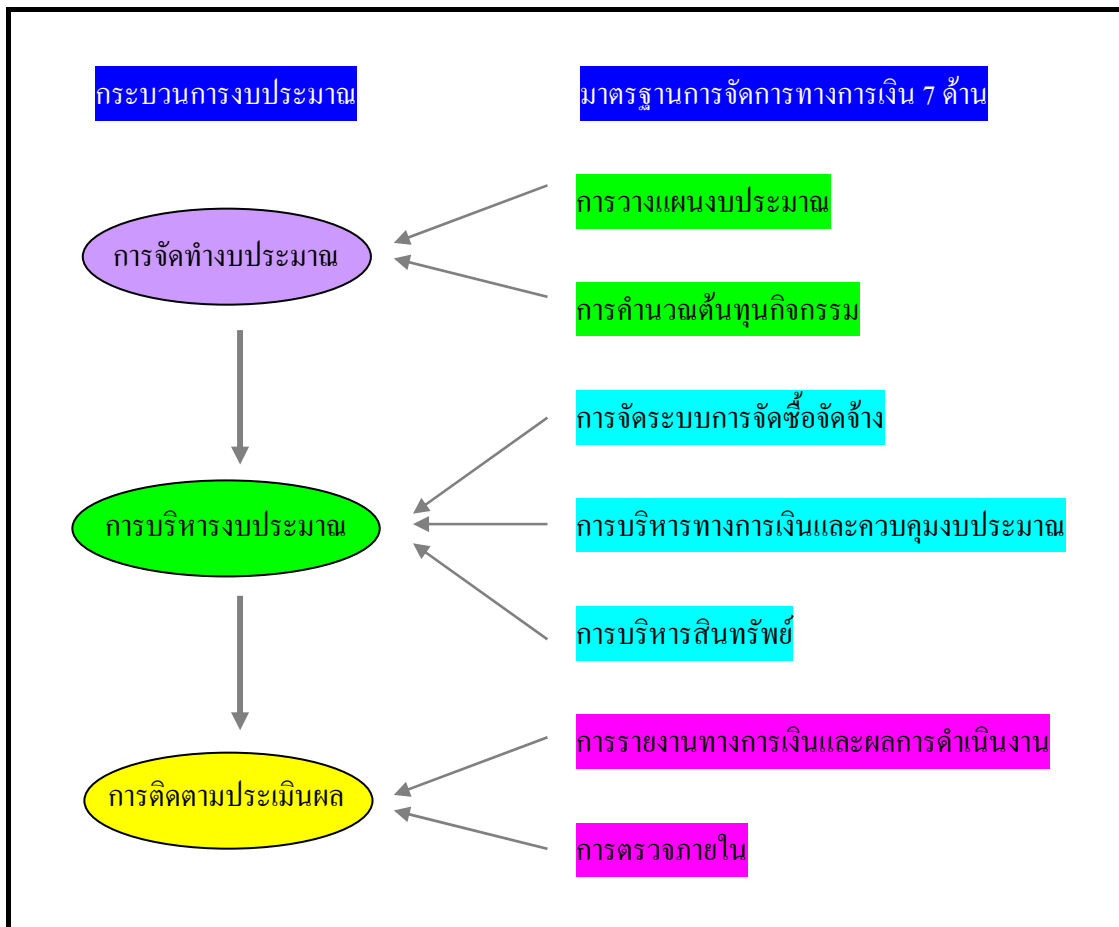 กระบวนการงบประมาณ
มาตรฐานการจัดการทางการเงิน 7 ด้าน
การวางแผนงบประมาณ
การจัดทำงบประมาณ
การคำนวณต้นทุนกิจกรรม
การจัดระบบการจัดซื้อจัดจ้าง
การบริหารงบประมาณ
การบริหารทางการเงินและควบคุมงบประมาณ
การบริหารสินทรัพย์
การรายงานทางการเงินและผลการดำเนินงาน
การติดตามประเมินผล
การตรวจภายใน